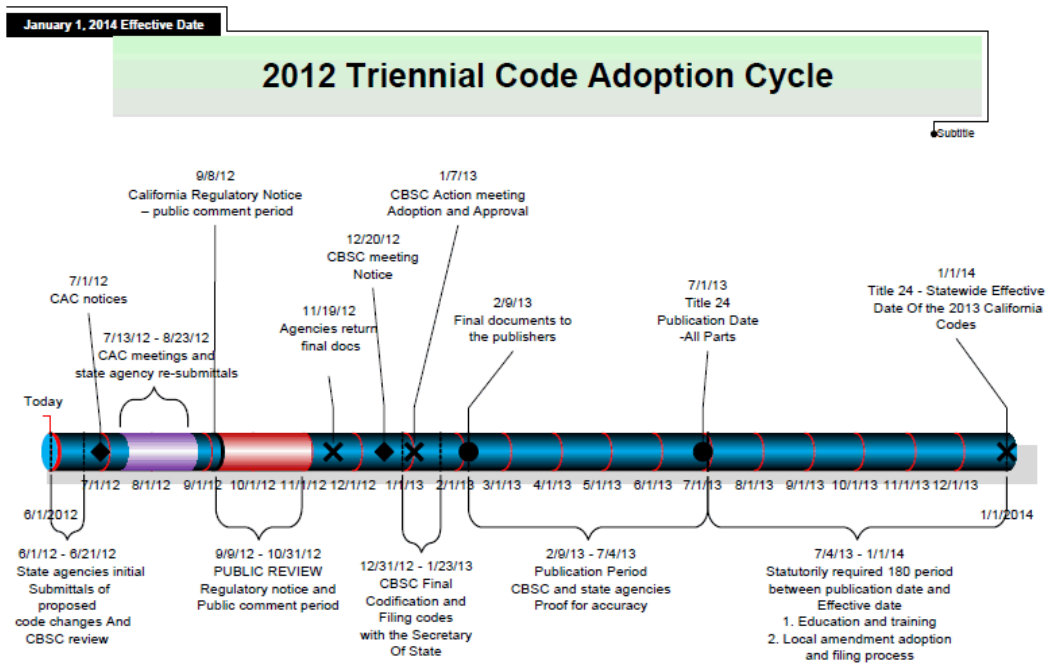 January 1, 2014 Effective Date
2012 Triennial Code Adoption Cycle
Subtitle
9/8/12
California Regulatory Notice
– public comment period
1/7/13
CBSC Action meeting
Adoption and Approval
12/20/12
CBSC meeting
Notice
7/1/12
CAC notices
11/19/12
Agencies return
final docs
2/9/13
Final documents to
the publishers
7/1/13
Title 24
Publication Date
-All Parts
1/1/14
Title 24 - Statewide Effective
Date Of the 2013 California
Codes
7/13/12 - 8/23/12
CAC meetings and
state agency re-submittals
Today
7/1/12 8/1/12 9/1/12 10/1/12 11/1/12 12/1/12 1/1/13 2/1/13 3/1/13 4/1/13 5/1/13 6/1/13 7/1/13 8/1/13 9/1/13 10/1/13 11/1/13 12/1/13
6/1/2012
1/1/2014
6/1/12 - 6/21/12
State agencies initial
Submittals of
proposed
code changes And
CBSC review
9/9/12 - 10/31/12
PUBLIC REVIEW
Regulatory notice and
Public comment period
12/31/12 - 1/23/13
CBSC Final
Codification and
Filing codes
with the Secretary
Of State
2/9/13 - 7/4/13
Publication Period
CBSC and state agencies
Proof for accuracy
7/4/13 - 1/1/14
Statutorily required 180 period
between publication date and
Effective date
1. Education and training
2. Local amendment adoption
and filing process